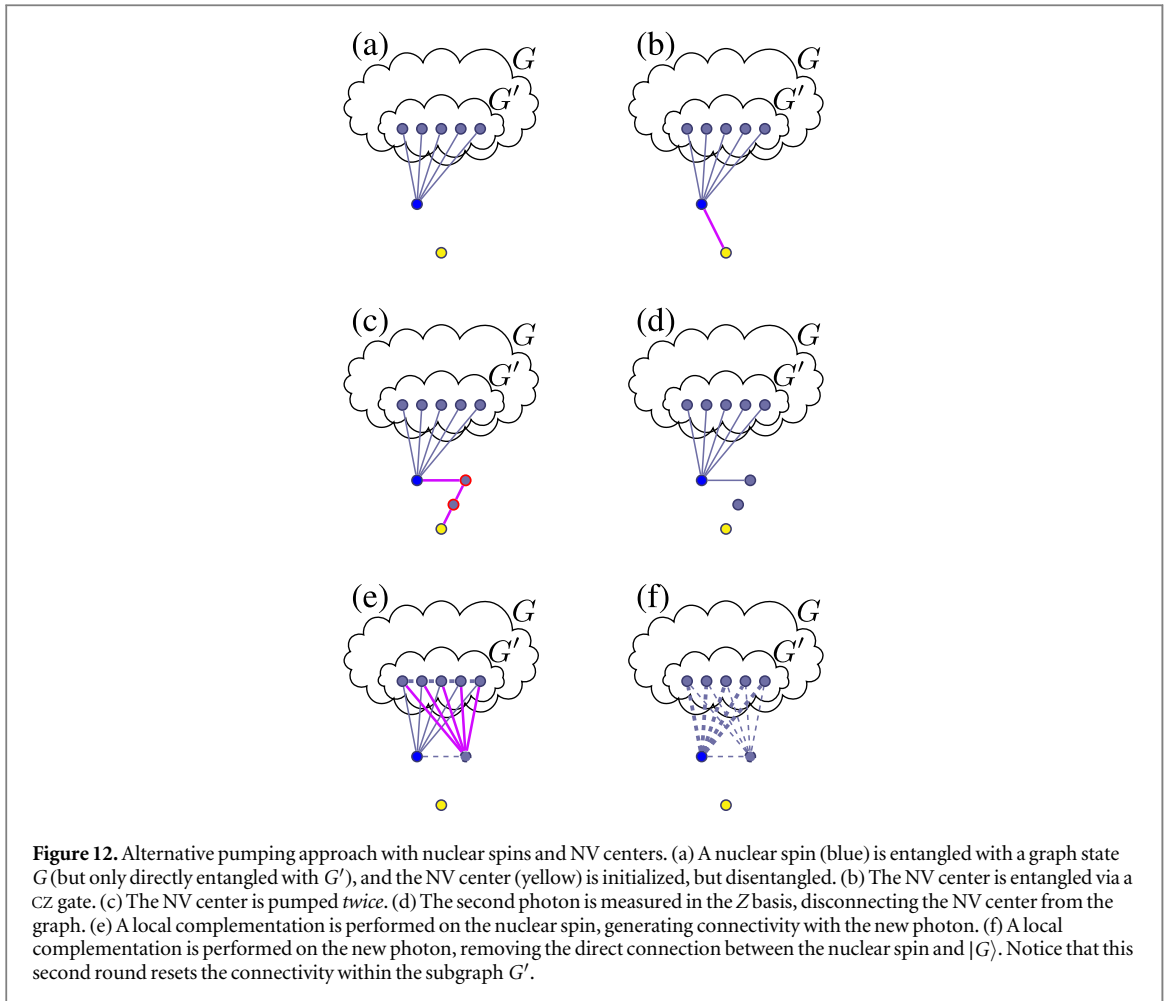 (a)
G
G′
(b)
G
G′
(c)
G
G′
(d)
G
G′
(e)
G
G′
(f)
G
G′
Figure 12. Alternative pumping approach with nuclear spins and NV centers. (a) A nuclear spin (blue) is entangled with a graph state
G (but only directly entangled with G′), and the NV center (yellow) is initialized, but disentangled. (b) The NV center is entangled via a
CZ gate. (c) The NV center is pumped twice. (d) The second photon is measured in the Z basis, disconnecting the NV center from the
graph. (e) A local complementation is performed on the nuclear spin, generating connectivity with the new photon. (f) A local
complementation is performed on the new photon, removing the direct connection between the nuclear spin and |G⟩. Notice that this
second round resets the connectivity within the subgraph G′.